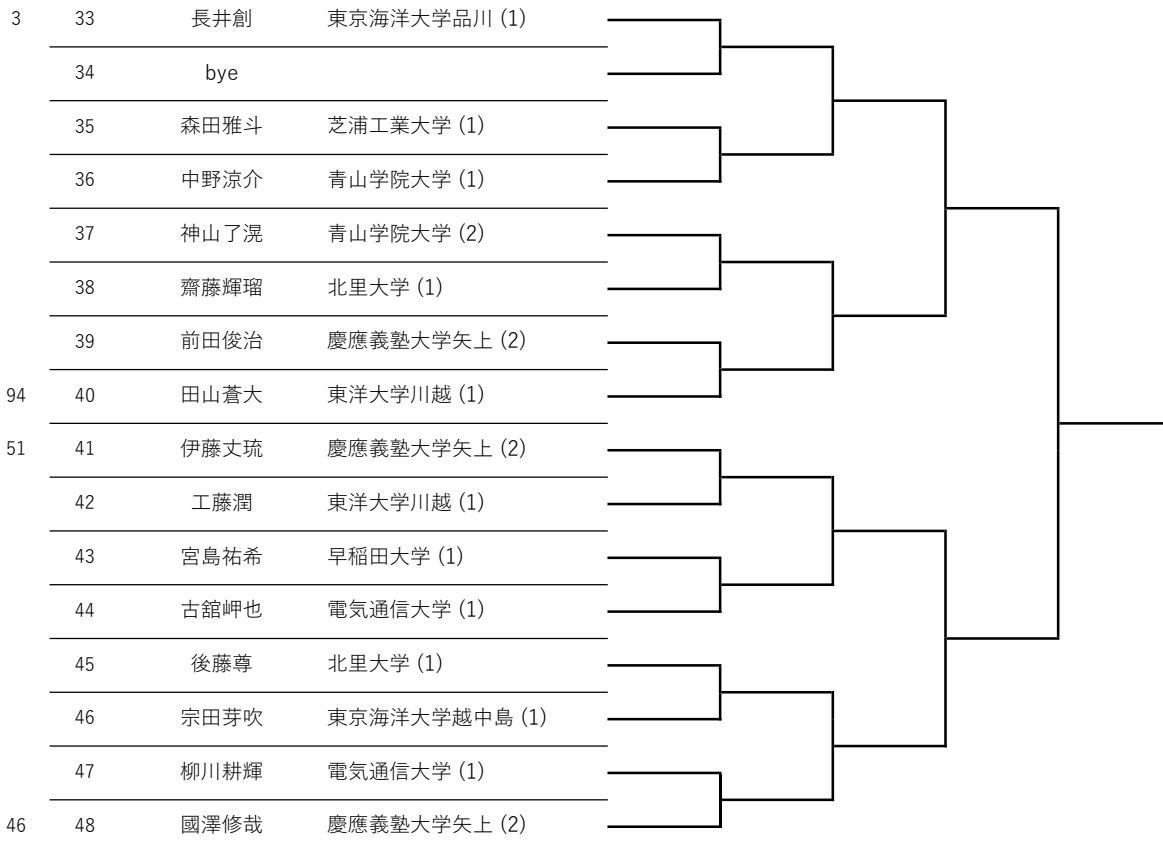 3 33 長井創 東京海洋大学品川 (1)
34 bye
35 森田雅斗 芝浦工業大学 (1)
36 中野涼介 青山学院大学 (1)
37 神山了滉 青山学院大学 (2)
38 齋藤輝瑠 北里大学 (1)
39 前田俊治 慶應義塾大学矢上 (2)
94 40 田山蒼大 東洋大学川越 (1)
51 41 伊藤丈琉 慶應義塾大学矢上 (2)
42 工藤潤 東洋大学川越 (1)
43 宮島祐希 早稲田大学 (1)
44 古舘岬也 電気通信大学 (1)
45 後藤尊 北里大学 (1)
46 宗田芽吹 東京海洋大学越中島 (1)
47 柳川耕輝 電気通信大学 (1)
46 48 國澤修哉 慶應義塾大学矢上 (2)